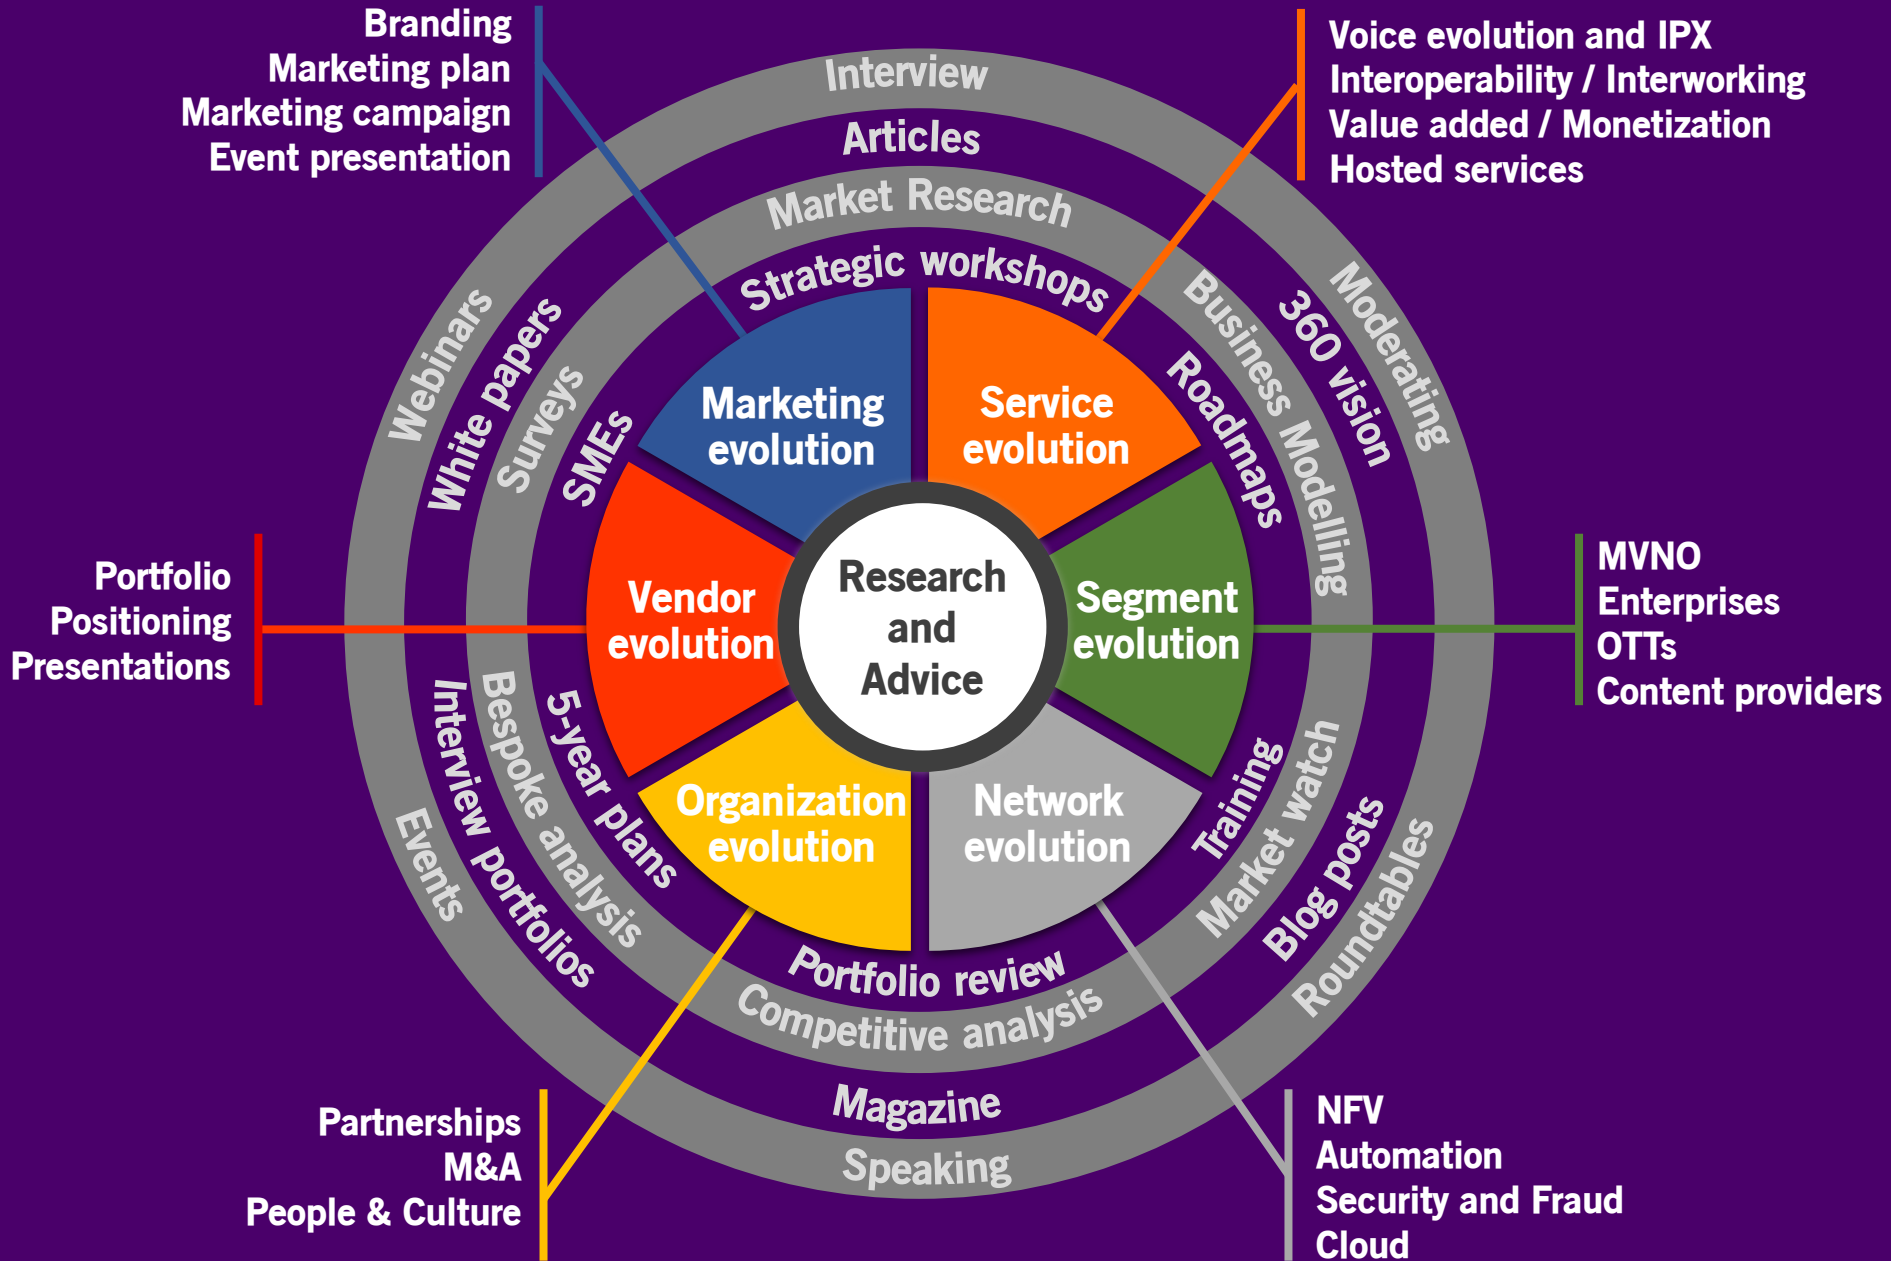 Branding
Marketing plan
Marketing campaign
Event presentation
Voice evolution and IPX
Interoperability / Interworking
Value added / Monetization
Hosted services
Interview
Articles
Market Research
Strategic workshops
Webinars
White papers
Surveys
SMEs
Moderating
360 vision
Business Modelling
Roadmaps
Marketing
evolution
Service
evolution
Portfolio
Positioning
Presentations
Vendor
evolution
Research
and
Advice
Segment
evolution
MVNO
Enterprises
OTTs
Content providers
Organization
evolution
Network
evolution
Events
Interview portfolios
Bespoke analysis
5-year plans
Training
Market watch
Blog posts
Roundtables
Portfolio review
Competitive analysis
Magazine
Speaking
Partnerships
M&A
People & Culture
NFV
Automation
Security and Fraud
Cloud